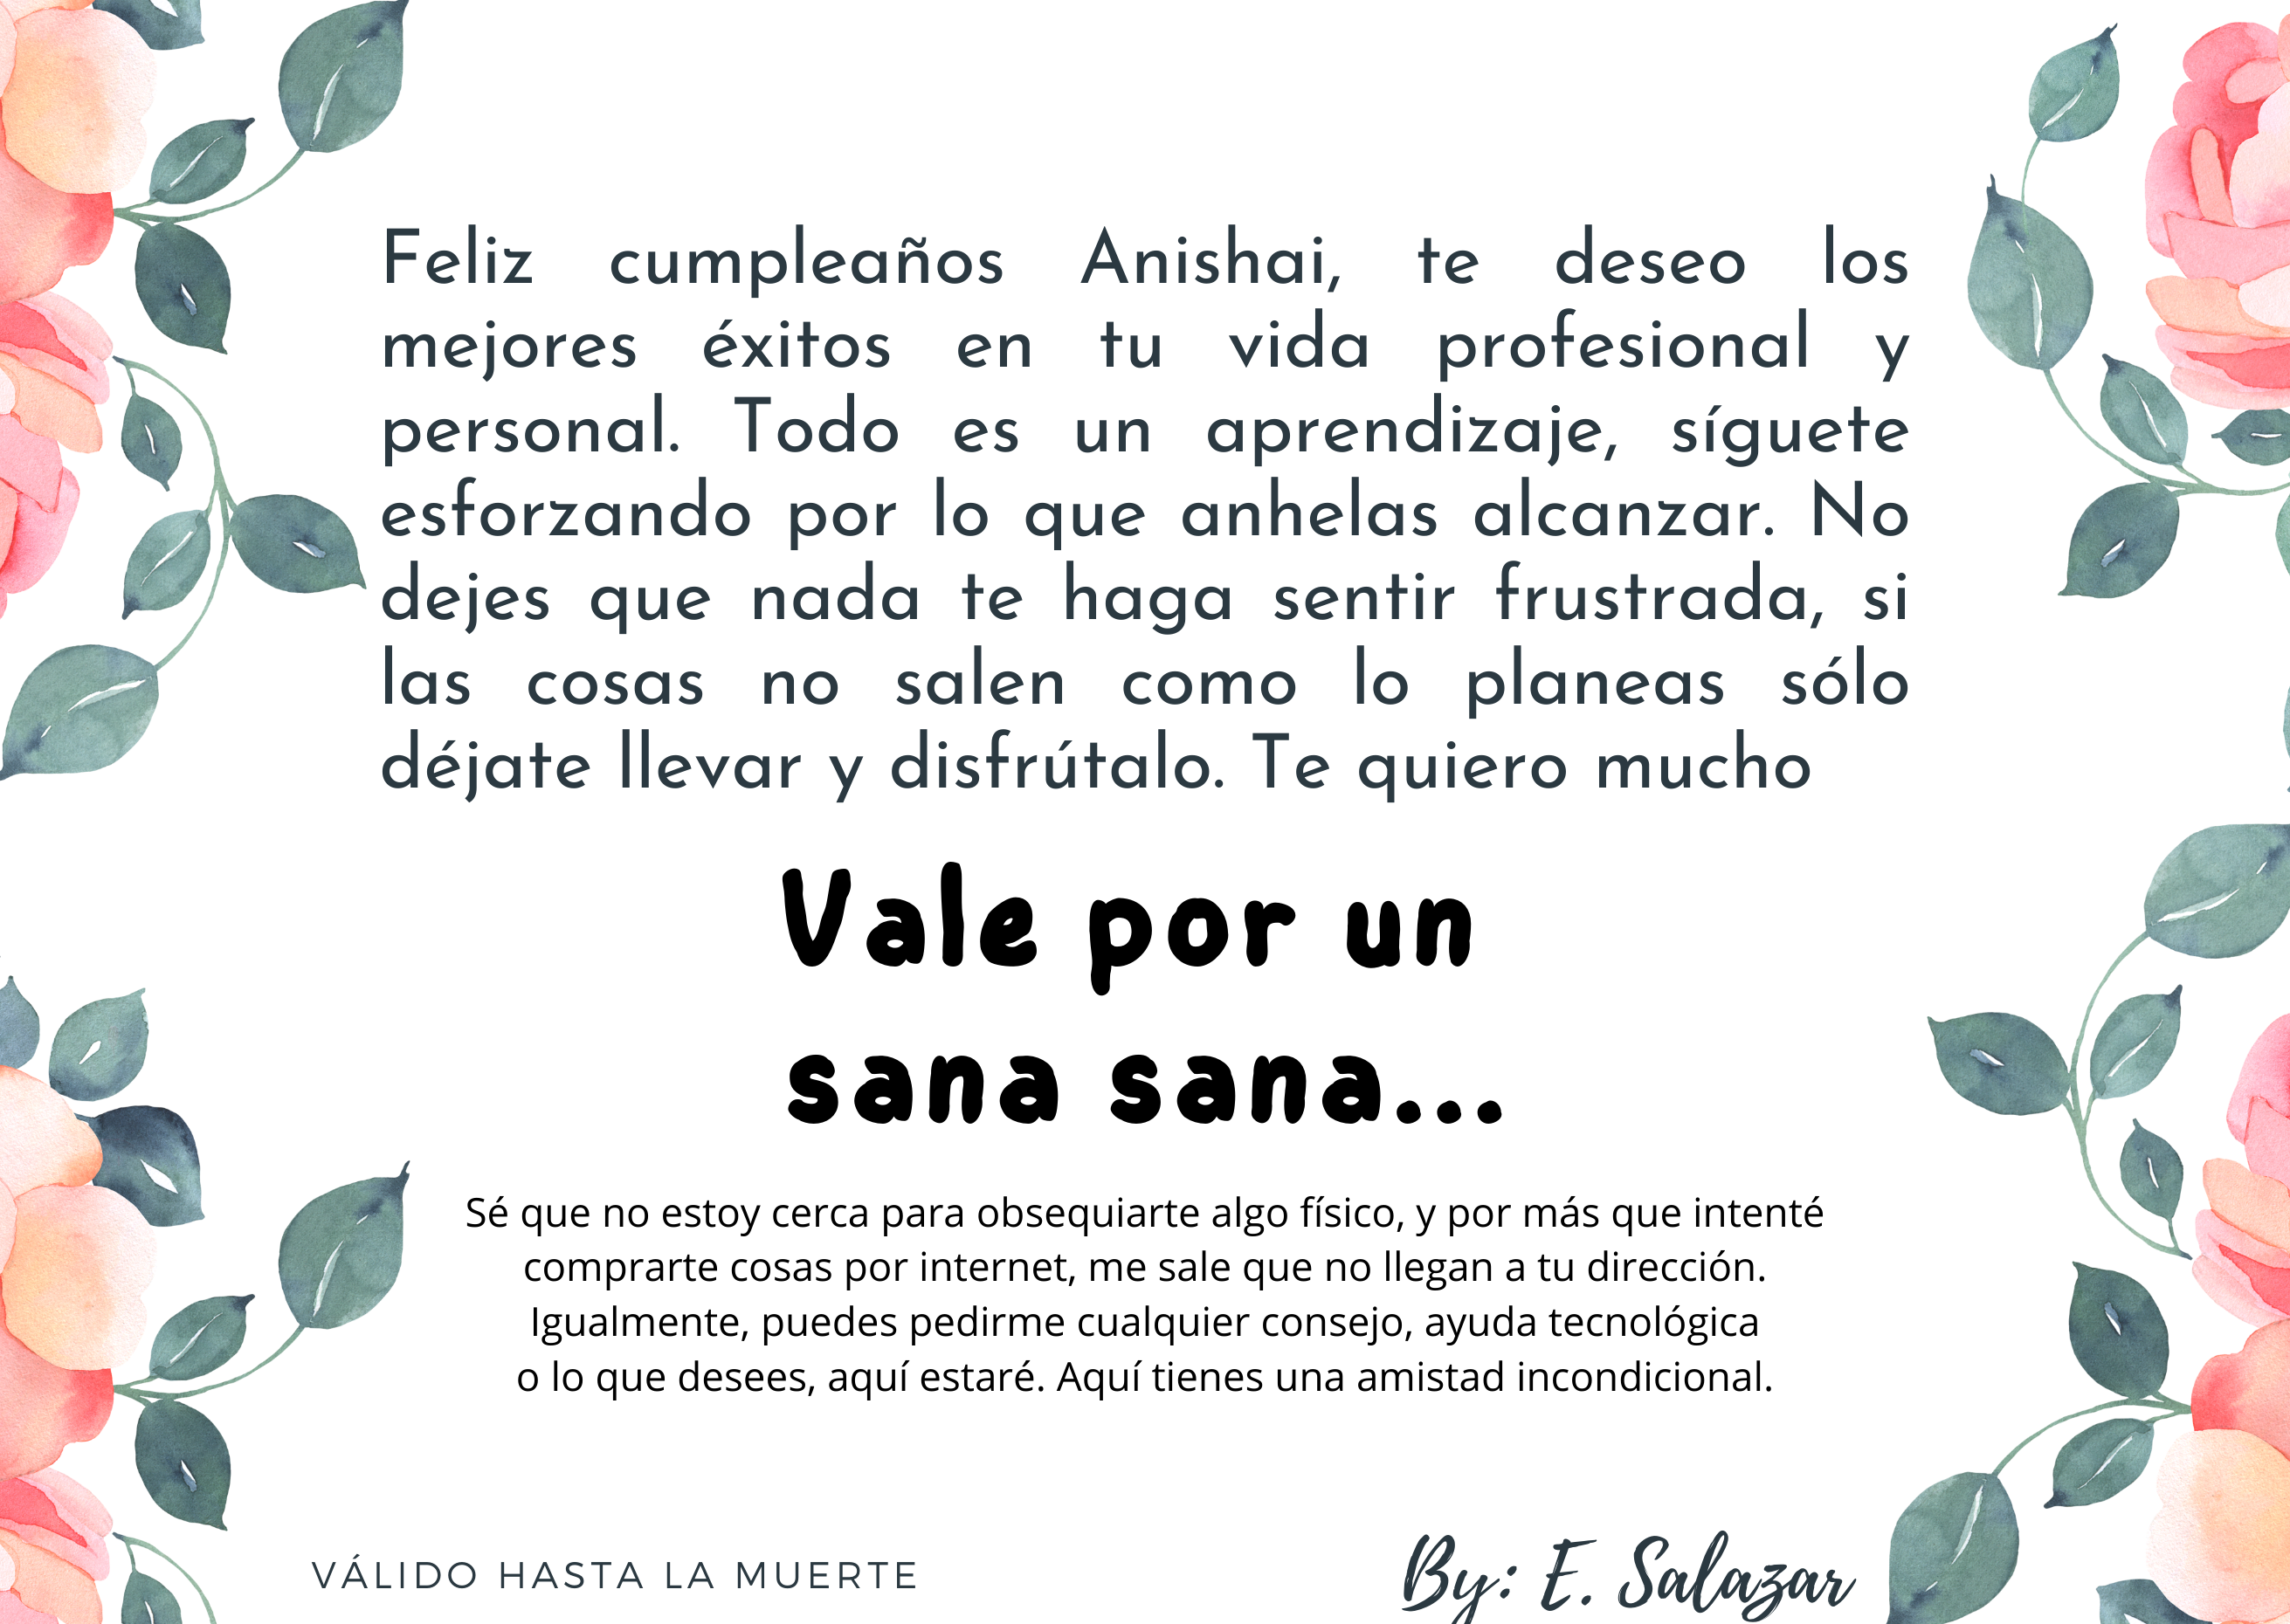 Feliz cumpleaños Anishai, te deseo los
mejores éxitos en tu vida profesional y
personal. Todo es un aprendizaje, síguete
esforzando por lo que anhelas alcanzar. No
dejes que nada te haga sentir frustrada, si
las cosas no salen como lo planeas sólo
déjate llevar y disfrútalo. Te quiero mucho
Vale por un
sana sana...
Sé que no estoy cerca para obsequiarte algo físico, y por más que intenté
comprarte cosas por internet, me sale que no llegan a tu dirección.
Igualmente, puedes pedirme cualquier consejo, ayuda tecnológica
o lo que desees, aquí estaré. Aquí tienes una amistad incondicional.
VÁLIDO HASTA LA MUERTE
By: E. Salazar